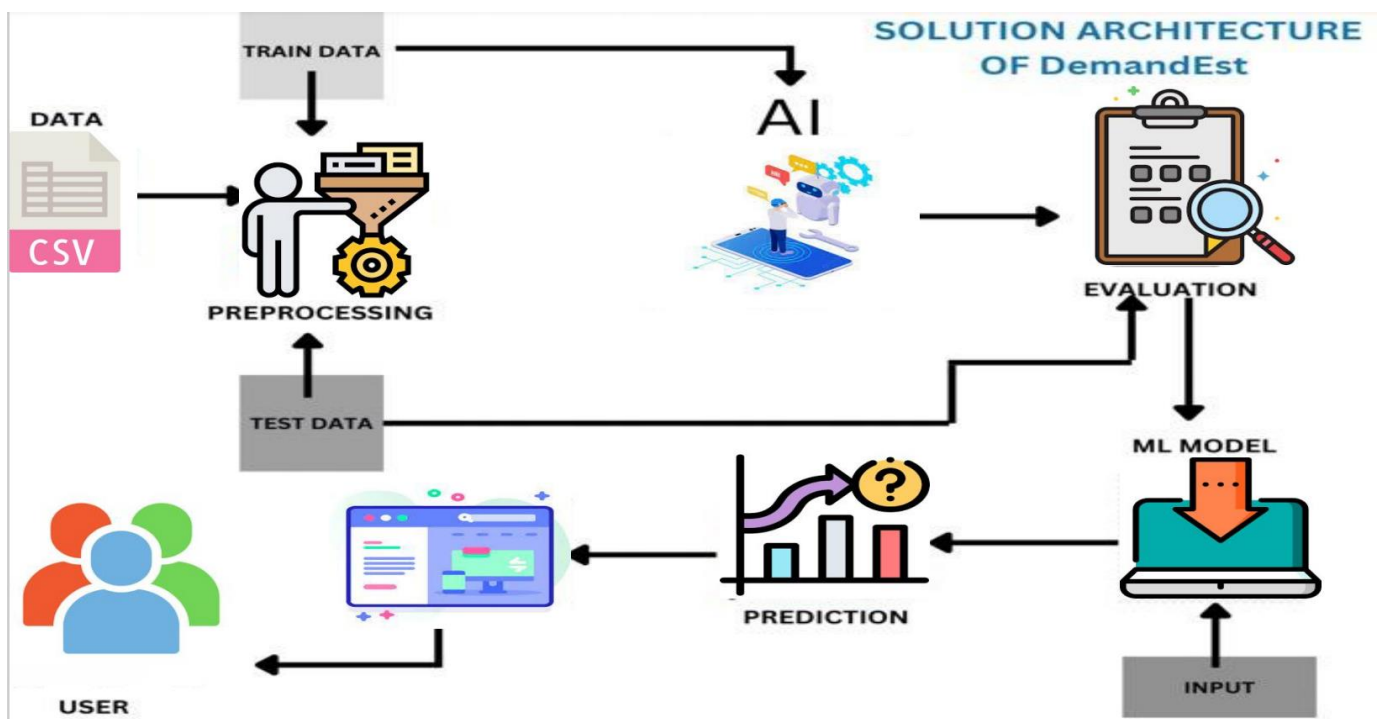 SOLUTION ARCHITECTURE
OF DemandEst
TRAIN DATA
DATA
AI
CSV
PREPROCESSING
EVALUATION
TEST DATA
ML MODEL
PREDICTION
INPUT
USER